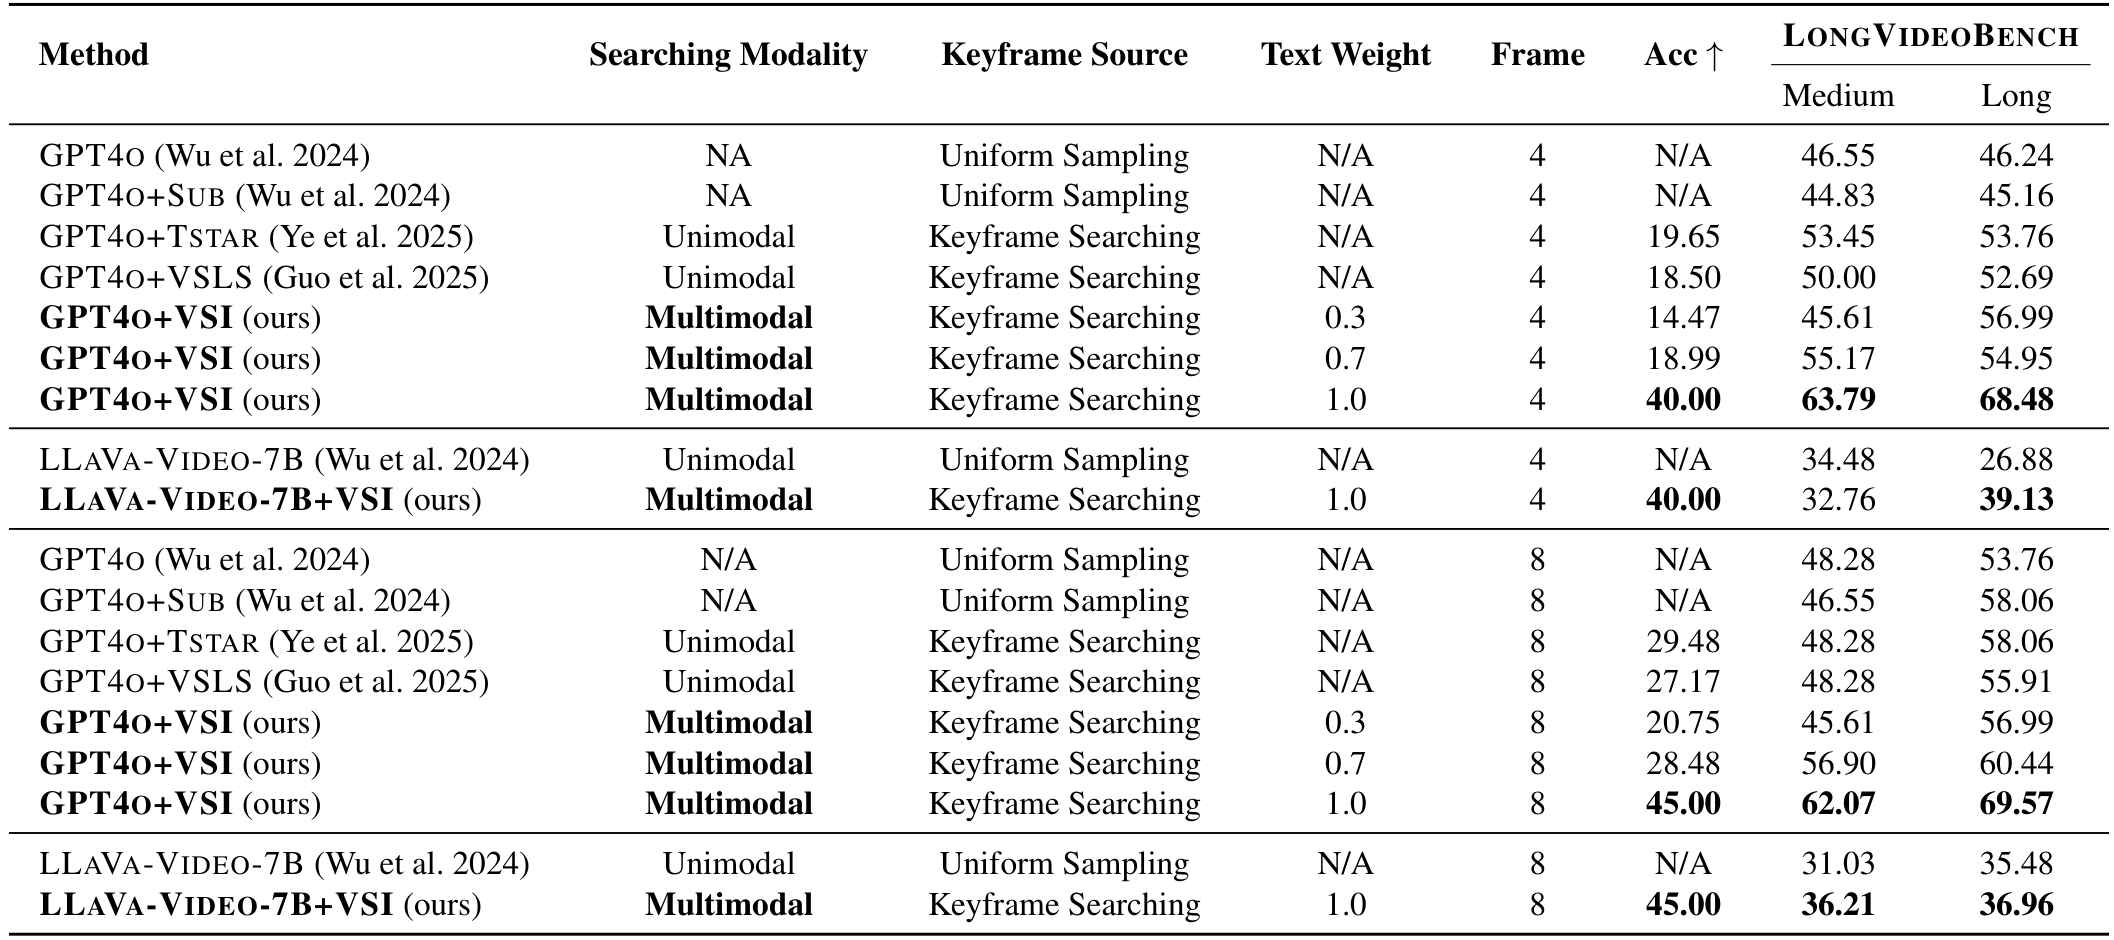 Method Searching Modality Keyframe Source Text Weight Frame Acc ↑ LONGVIDEOBENCH
Medium Long
GPT4O (Wu et al. 2024) NA Uniform Sampling N/A 4 N/A 46.55 46.24
GPT4O+SUB (Wu et al. 2024) NA Uniform Sampling N/A 4 N/A 44.83 45.16
GPT4O+TSTAR (Ye et al. 2025) Unimodal Keyframe Searching N/A 4 19.65 53.45 53.76
GPT4O+VSLS (Guo et al. 2025) Unimodal Keyframe Searching N/A 4 18.50 50.00 52.69
GPT4O+VSI (ours) Multimodal Keyframe Searching 0.3 4 14.47 45.61 56.99
GPT4O+VSI (ours) Multimodal Keyframe Searching 0.7 4 18.99 55.17 54.95
GPT4O+VSI (ours) Multimodal Keyframe Searching 1.0 4 40.00 63.79 68.48
LLAVA-VIDEO-7B (Wu et al. 2024) Unimodal Uniform Sampling N/A 4 N/A 34.48 26.88
LLAVA-VIDEO-7B+VSI (ours) Multimodal Keyframe Searching 1.0 4 40.00 32.76 39.13
GPT4O (Wu et al. 2024) N/A Uniform Sampling N/A 8 N/A 48.28 53.76
GPT4O+SUB (Wu et al. 2024) N/A Uniform Sampling N/A 8 N/A 46.55 58.06
GPT4O+TSTAR (Ye et al. 2025) Unimodal Keyframe Searching N/A 8 29.48 48.28 58.06
GPT4O+VSLS (Guo et al. 2025) Unimodal Keyframe Searching N/A 8 27.17 48.28 55.91
GPT4O+VSI (ours) Multimodal Keyframe Searching 0.3 8 20.75 45.61 56.99
GPT4O+VSI (ours) Multimodal Keyframe Searching 0.7 8 28.48 56.90 60.44
GPT4O+VSI (ours) Multimodal Keyframe Searching 1.0 8 45.00 62.07 69.57
LLAVA-VIDEO-7B (Wu et al. 2024) Unimodal Uniform Sampling N/A 8 N/A 31.03 35.48
LLAVA-VIDEO-7B+VSI (ours) Multimodal Keyframe Searching 1.0 8 45.00 36.21 36.96